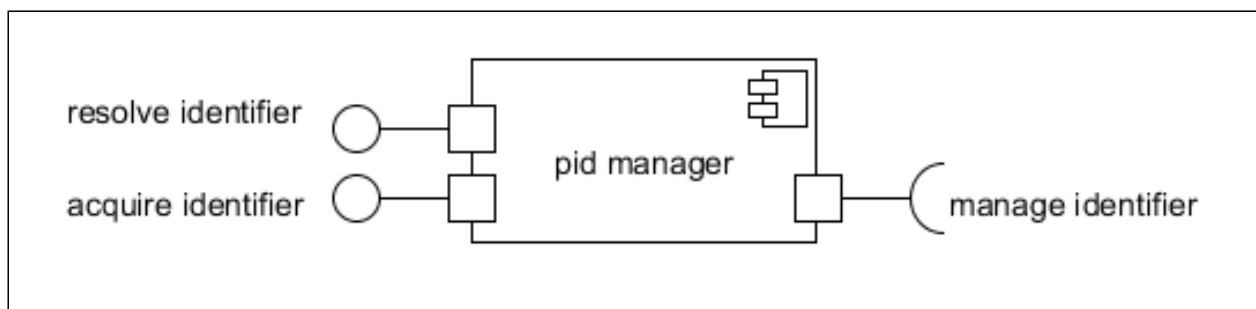 resolve identifier
acquire identifier
pid manager
manage identifier